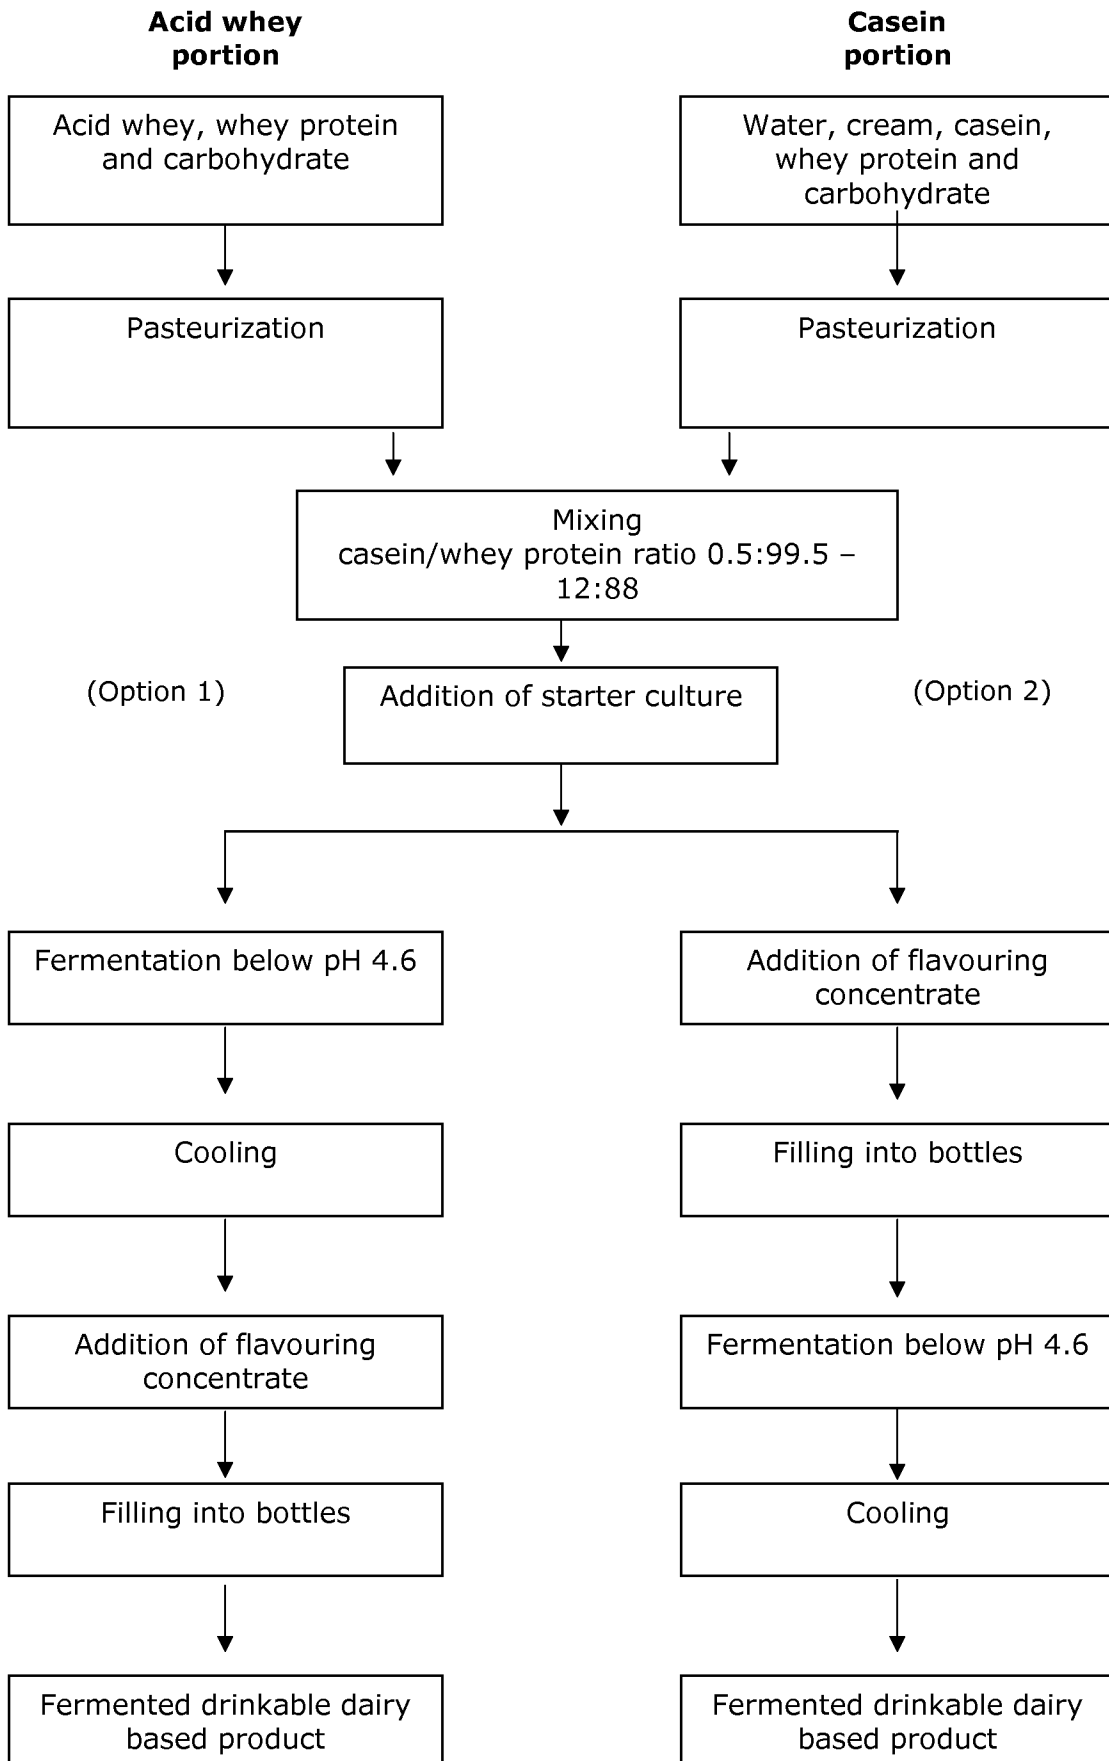 Acid whey
portion
Casein
portion
Acid whey, whey protein
and carbohydrate
Water, cream, casein,
whey protein and
carbohydrate
Pasteurization
Pasteurization
Mixing
casein/whey protein ratio 0.5:99.5 –
12:88
(Option 1)
Addition of starter culture
(Option 2)
Fermentation below pH 4.6
Addition of flavouring
concentrate
Cooling
Filling into bottles
Addition of flavouring
concentrate
Fermentation below pH 4.6
Filling into bottles
Cooling
Fermented drinkable dairy
based product
Fermented drinkable dairy
based product